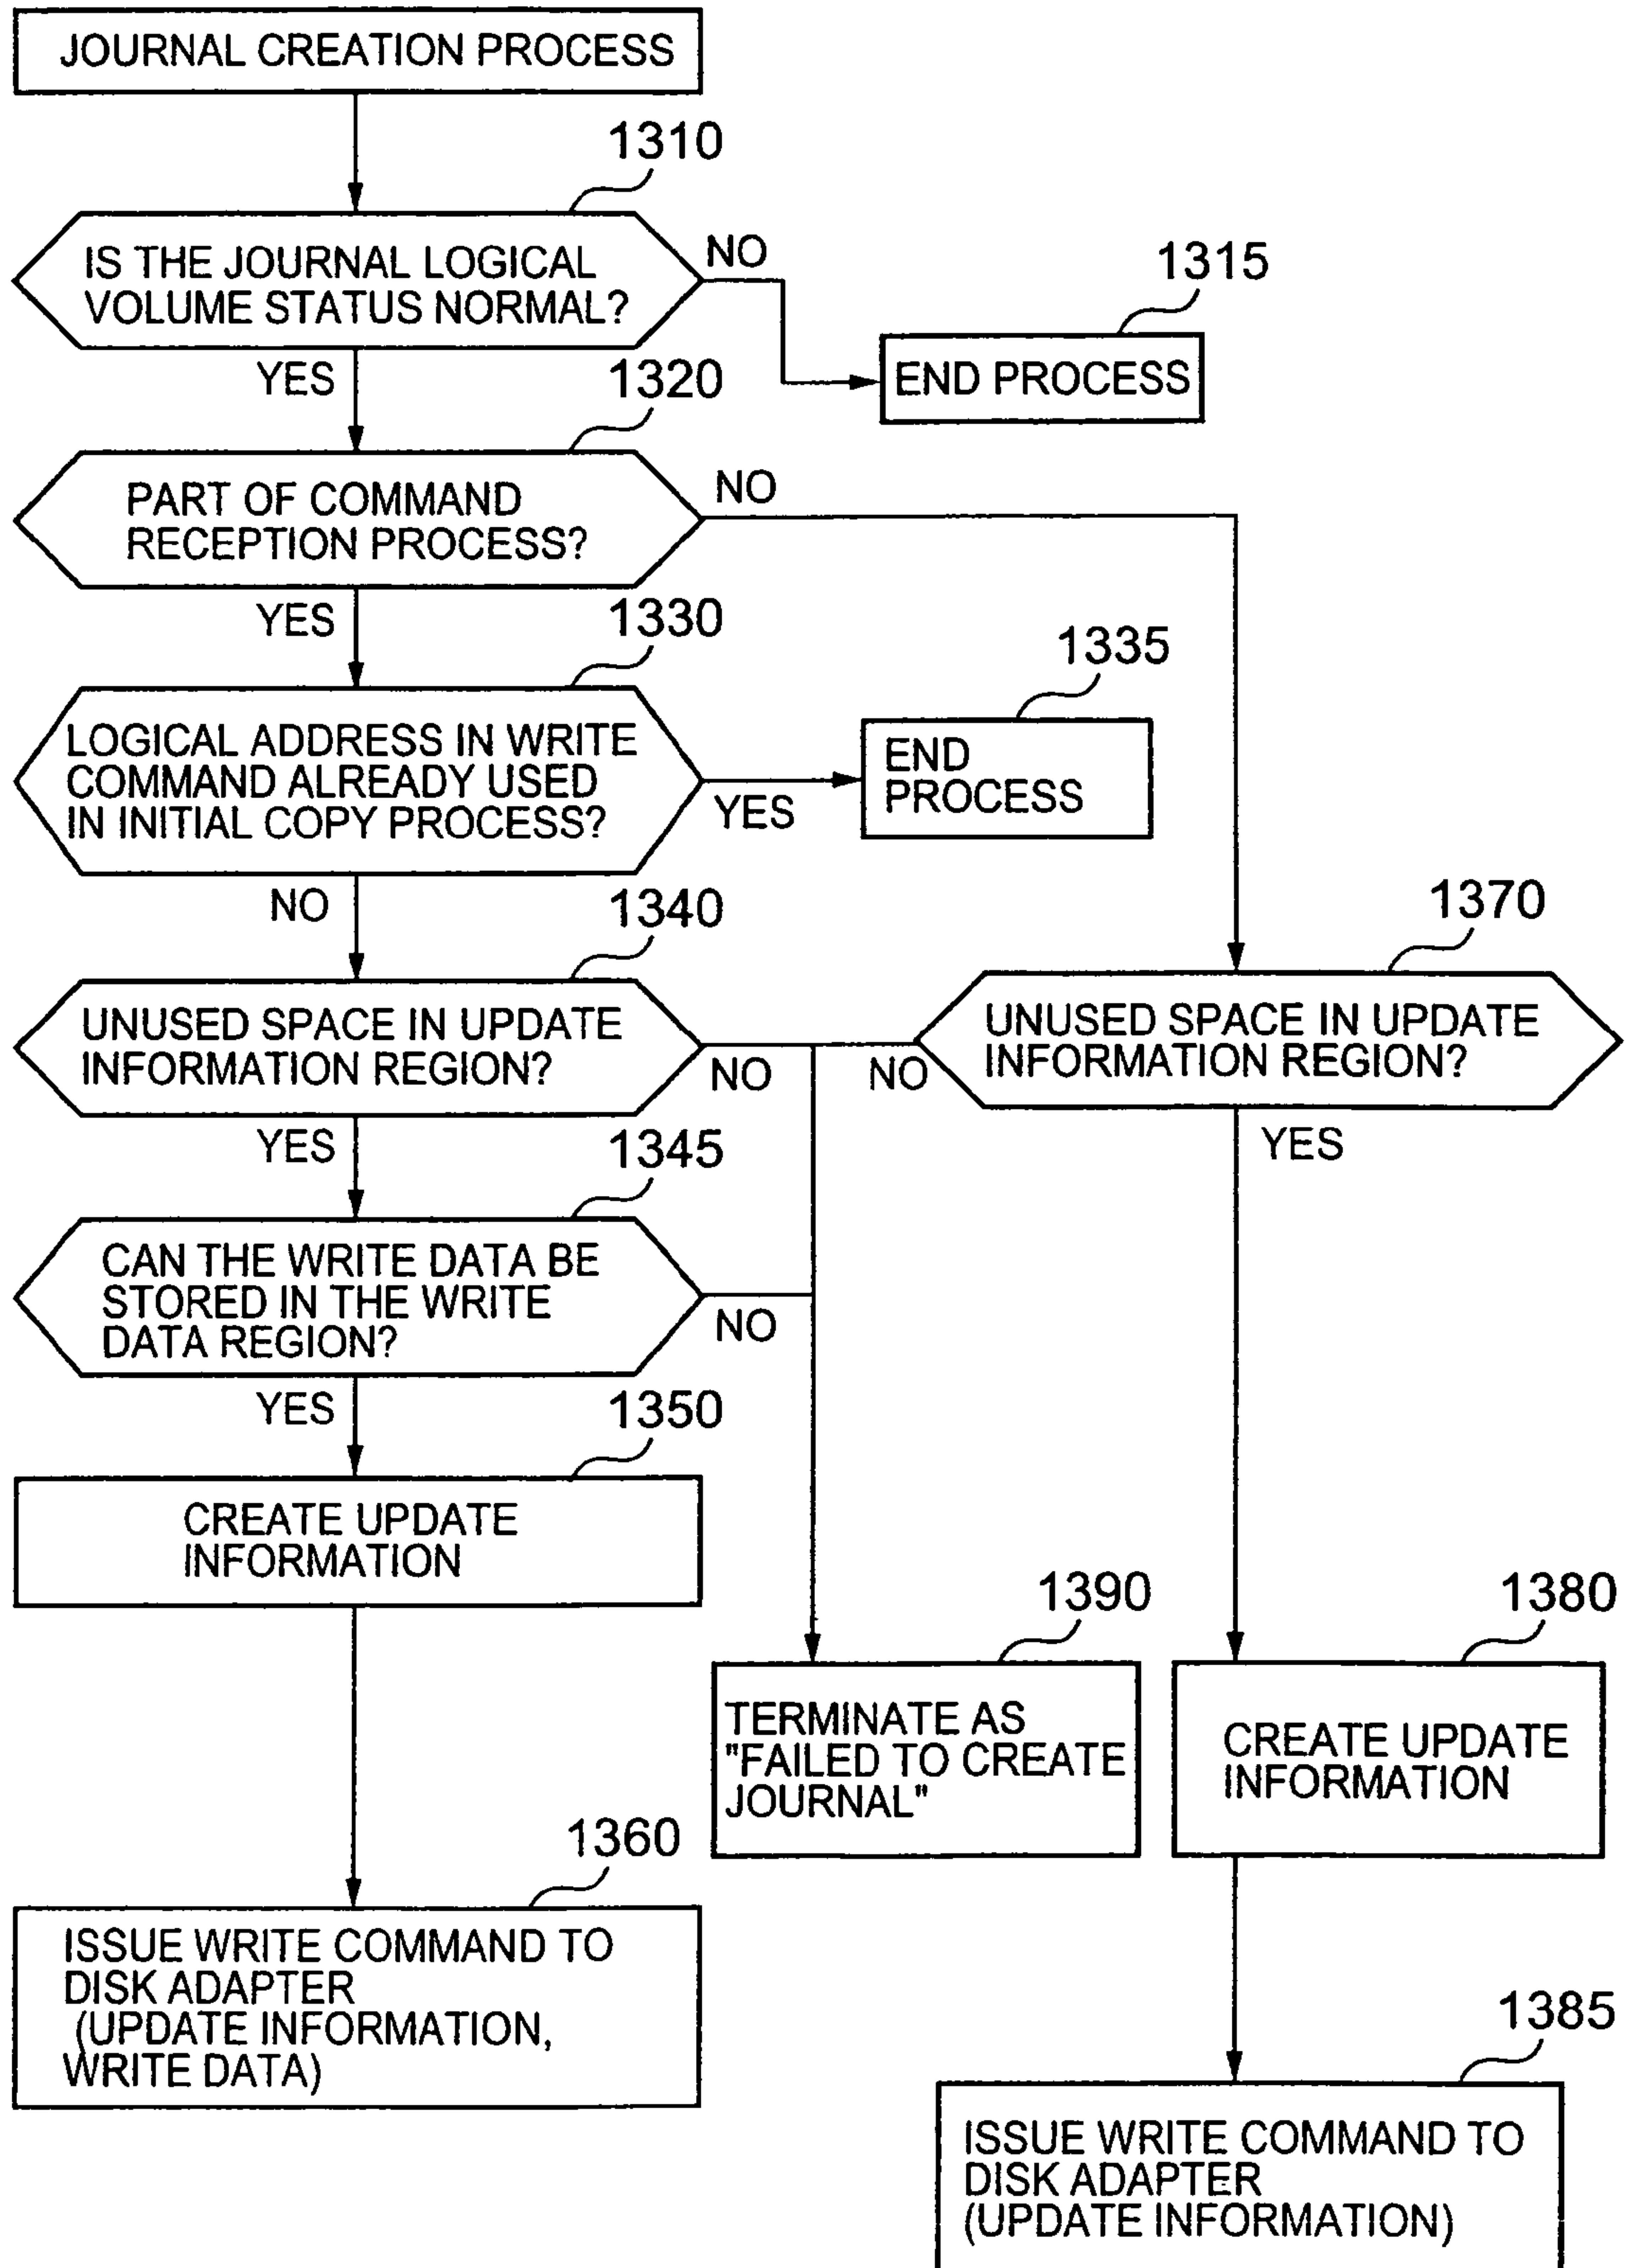 JOURNAL CREATION PROCESS
1310
IS THE JOURNAL LOGICAL
VOLUME STATUS NORMAL?
NO
1315
END PROCESS
YES
1320
PART OF COMMAND
RECEPTION PROCESS?
NO
YES
1330
LOGICAL ADDRESS IN WRITE
COMMAND ALREADY USED
IN INITIAL COPY PROCESS?
YES
1335
END
PROCESS
NO
1340
UNUSED SPACE IN UPDATE
INFORMATION REGION?
NO
NO
1370
UNUSED SPACE IN UPDATE
INFORMATION REGION?
YES
YES
1345
CAN THE WRITE DATA BE
STORED IN THE WRITE
DATA REGION?
NO
YES
1350
CREATE UPDATE
INFORMATION
1390
TERMINATE AS
"FAILED TO CREATE
JOURNAL"
1380
CREATE UPDATE
INFORMATION
1360
ISSUE WRITE COMMAND TO
DISK ADAPTER
(UPDATE INFORMATION,
WRITE DATA)
1385
ISSUE WRITE COMMAND TO
DISK ADAPTER
(UPDATE INFORMATION)